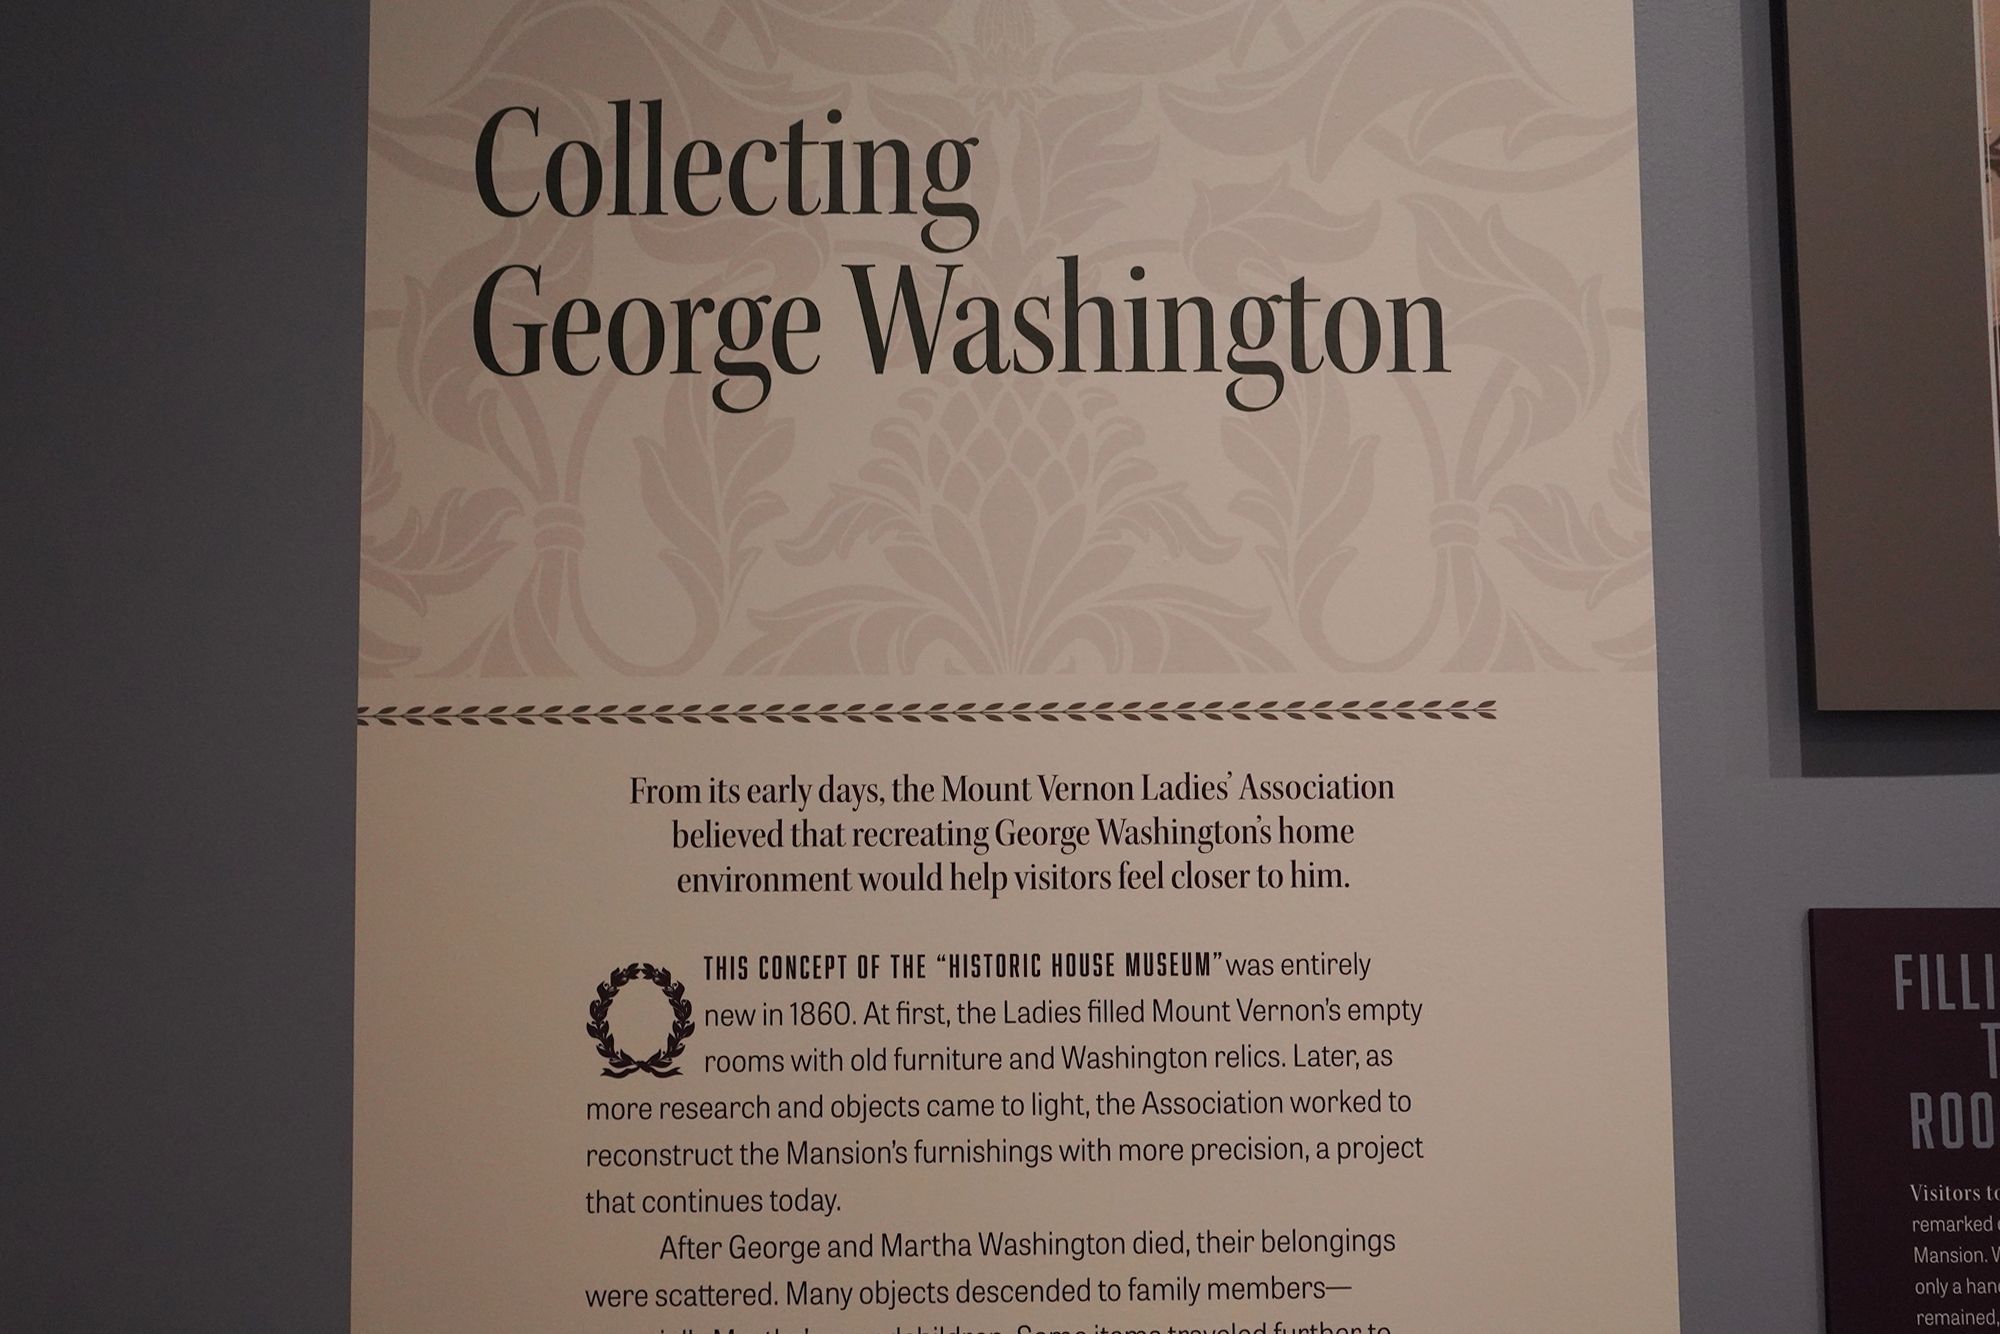 Collecting
George Washington
From its early days, the Mount Vernon Ladies’ Association
believed that recreating George Washington’s home
environment would help visitors feel closer to him.
THIS CONCEPT OF THE “HISTORIC HOUSE MUSEUM” was entirely
new in 1860. At first, the Ladies filled Mount Vernon’s empty
rooms with old furniture and Washington relics. Later, as
more research and objects came to light, the Association worked to
reconstruct the Mansion’s furnishings with more precision, a project
that continues today.
After George and Martha Washington died, their belongings
were scattered. Many objects descended to family members—
Some items traveled further to
Visitors
remarked
Mansion.
only a
remained,